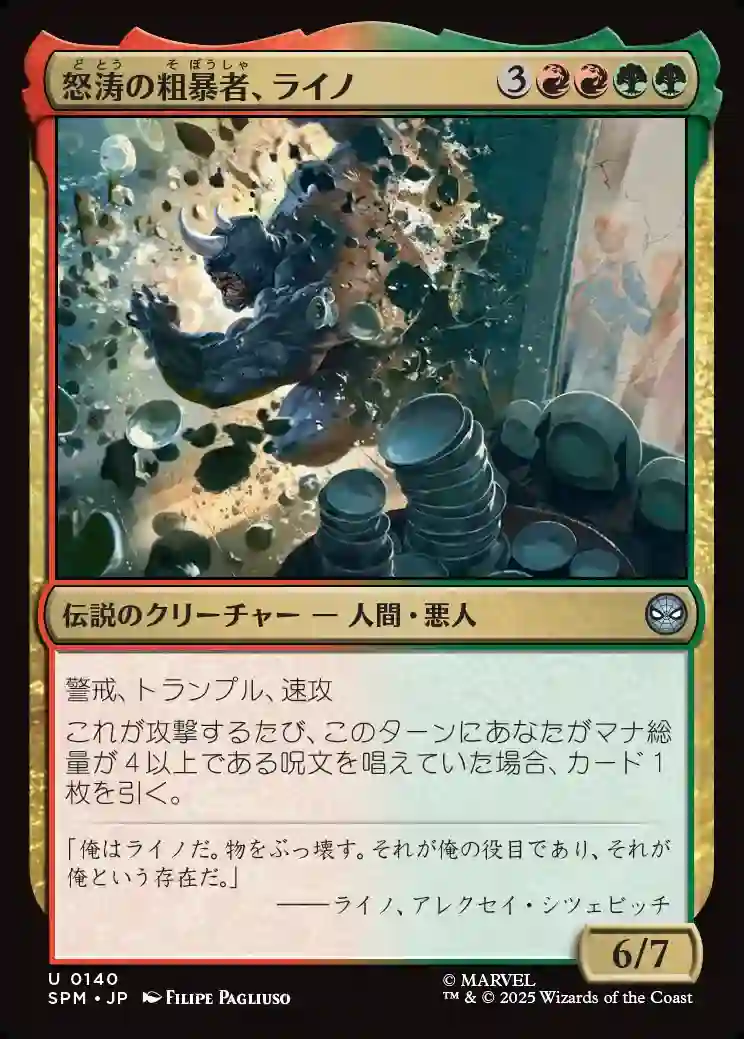 どとう そぼうしゃ
怒涛の粗暴者、ライノ 3
伝説のクリーチャー — 人間・悪人
警戒、トランプル、速攻
これが攻撃するたび、このターンにあなたがマナ総
量が4以上である呪文を唱えていた場合、カード1
枚を引く。
「俺はライノだ。物をぶっ壊す。それが俺の役目であり、それが
俺という存在だ。」
――ライノ、アレクセイ・シツェビッチ
6/7
U 0140
SPM • JP FILIPE PAGLIUSO
© MARVEL
™ & © 2025 Wizards of the Coast